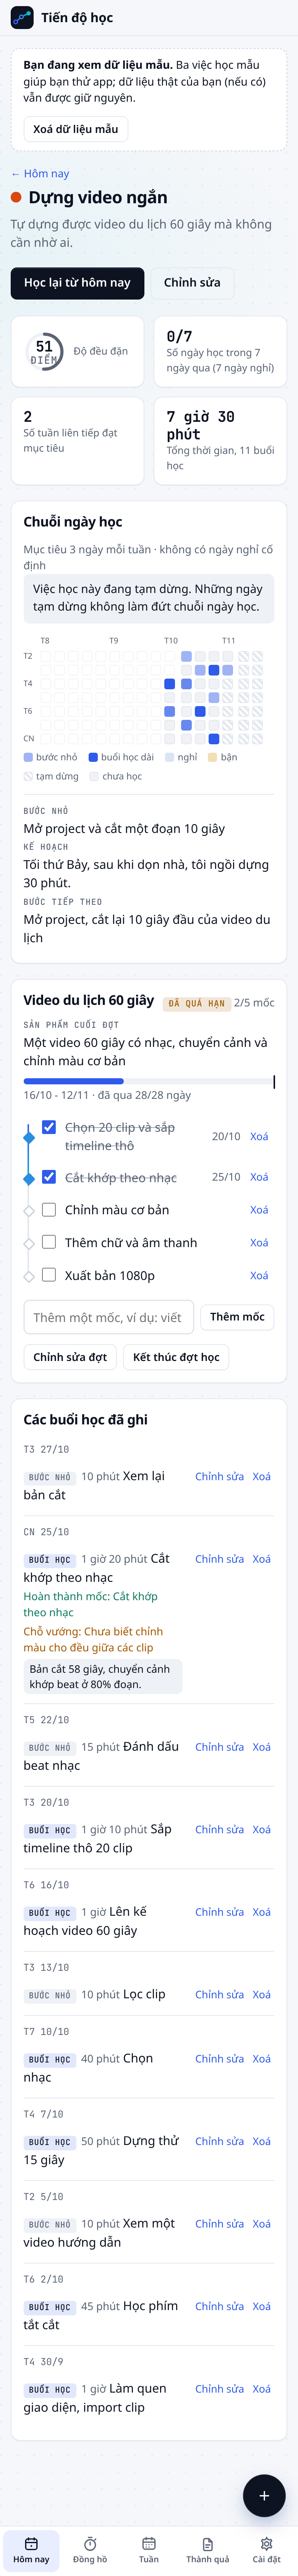 Tiến độ học
Bạn đang xem dữ liệu mẫu. Ba việc học mẫu
giúp bạn thử app; dữ liệu thật của bạn (nếu có)
vẫn được giữ nguyên.
Xoá dữ liệu mẫu
← Hôm nay
Dựng video ngắn
Tự dựng được video du lịch 60 giây mà không
cần nhờ ai.
Học lại từ hôm nay
Chỉnh sửa
51
ĐIỂM
Độ đều đặn
0/7
Số ngày học trong 7
ngày qua (7 ngày nghỉ)
2
Số tuần liên tiếp đạt
mục tiêu
7 giờ 30
phút
Tổng thời gian, 11 buổi
học
Chuỗi ngày học
Mục tiêu 3 ngày mỗi tuần · không có ngày nghỉ cố
định
Việc học này đang tạm dừng. Những ngày
tạm dừng không làm đứt chuỗi ngày học.
T8 T9 T10 T11
T2
T4
T6
CN
bước nhỏ buổi học dài nghỉ bận
tạm dừng chưa học
BƯỚC NHỎ
Mở project và cắt một đoạn 10 giây
KẾ HOẠCH
Tối thứ Bảy, sau khi dọn nhà, tôi ngồi dựng
30 phút.
BƯỚC TIẾP THEO
Mở project, cắt lại 10 giây đầu của video du
lịch
Video du lịch 60 giây ĐÃ QUÁ HẠN 2/5 mốc
SẢN PHẨM CUỐI ĐỢT
Một video 60 giây có nhạc, chuyển cảnh và
chỉnh màu cơ bản
16/10 - 12/11 · đã qua 28/28 ngày
Chọn 20 clip và sắp
timeline thô
20/10 Xoá
Cắt khớp theo nhạc 25/10 Xoá
Chỉnh màu cơ bản Xoá
Thêm chữ và âm thanh Xoá
Xuất bản 1080p Xoá
Thêm một mốc, ví dụ: viết
Thêm mốc
Chỉnh sửa đợt
Kết thúc đợt học
Các buổi học đã ghi
T3 27/10
BƯỚC NHỎ 10 phút Xem lại
bản cắt
Chỉnh sửa Xoá
CN 25/10
BUỔI HỌC 1 giờ 20 phút Cắt
khớp theo nhạc
Chỉnh sửa Xoá
Hoàn thành mốc: Cắt khớp
theo nhạc
Chỗ vướng: Chưa biết chỉnh
màu cho đều giữa các clip
Bản cắt 58 giây, chuyển cảnh
khớp beat ở 80% đoạn.
T5 22/10
BƯỚC NHỎ 15 phút Đánh dấu
beat nhạc
Chỉnh sửa Xoá
T3 20/10
BUỔI HỌC 1 giờ 10 phút Sắp
timeline thô 20 clip
Chỉnh sửa Xoá
T6 16/10
BUỔI HỌC 1 giờ Lên kế
hoạch video 60 giây
Chỉnh sửa Xoá
T3 13/10
BƯỚC NHỎ 10 phút Lọc clip
Chỉnh sửa Xoá
T7 10/10
BUỔI HỌC 40 phút Chọn
nhạc
Chỉnh sửa Xoá
T4 7/10
BUỔI HỌC 50 phút Dựng thử
15 giây
Chỉnh sửa Xoá
T2 5/10
BƯỚC NHỎ 10 phút Xem một
video hướng dẫn
Chỉnh sửa Xoá
T6 2/10
BUỔI HỌC 45 phút Học phím
tắt cắt
Chỉnh sửa Xoá
T4 30/9
BUỔI HỌC 1 giờ Làm quen
giao diện, import clip
Chỉnh sửa Xoá
+
Hôm nay Đồng hồ Tuần Thành quả Cài đặt